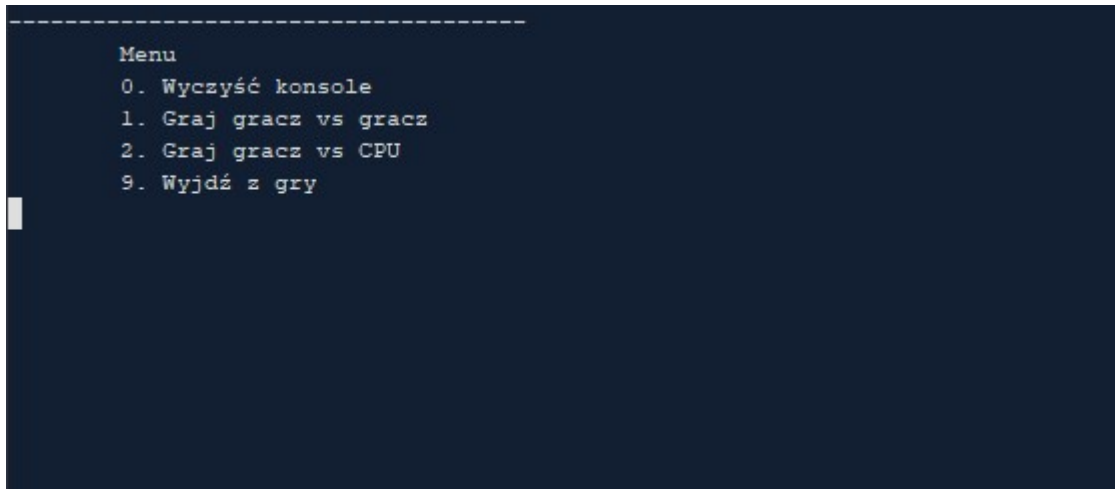 -------------------------------------
Menu
0. Wyczyść konsole
1. Graj gracz vs gracz
2. Graj gracz vs CPU
9. Wyjdź z gry